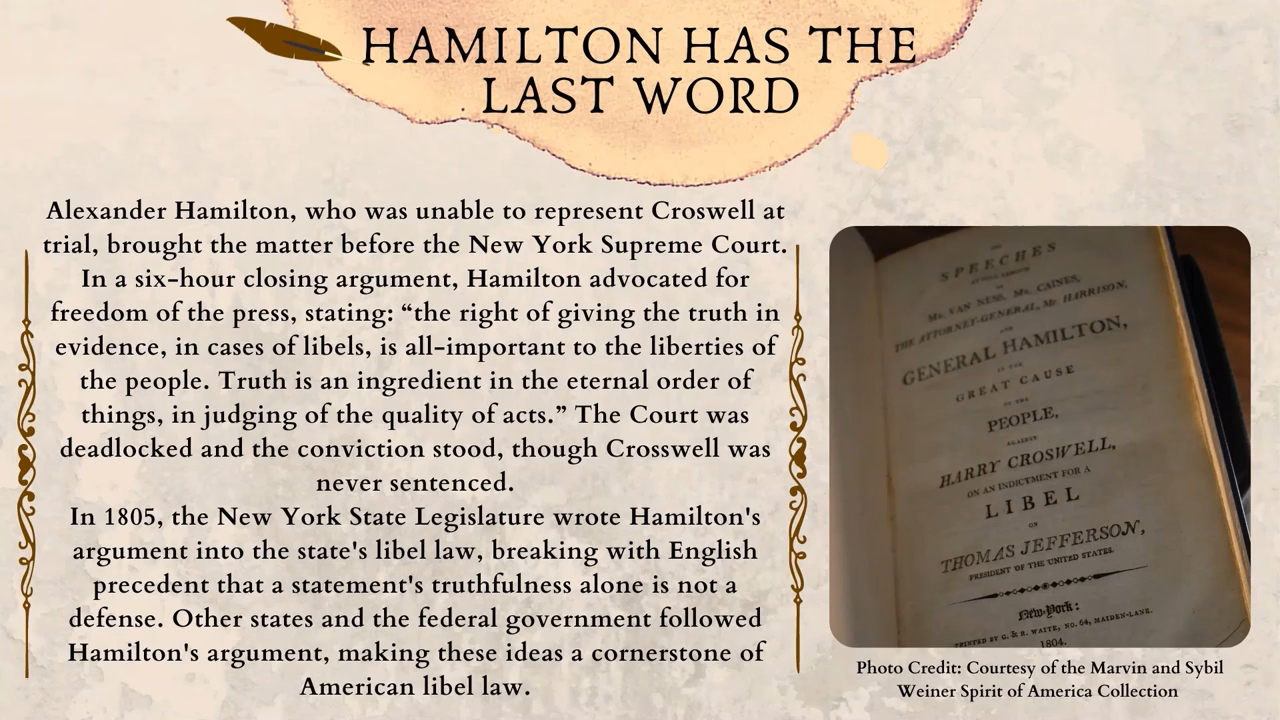 HAMILTON HAS THE
LAST WORD
Alexander Hamilton, who was unable to represent Croswell at
trial, brought the matter before the New York Supreme Court.
In a six-hour closing argument, Hamilton advocated for
freedom of the press, stating: “the right of giving the truth in
evidence, in cases of libels, is all-important to the liberties of
the people. Truth is an ingredient in the eternal order of
things, in judging of the quality of acts.” The Court was
deadlocked and the conviction stood, though Crosswell was
never sentenced.
In 1805, the New York State Legislature wrote Hamilton's
argument into the state's libel law, breaking with English
precedent that a statement's truthfulness alone is not a
defense. Other states and the federal government followed
Hamilton's argument, making these ideas a cornerstone of
American libel law.
SPEECHES
AT FULL LENGTH
OF
Mr. VAN NESS, Mr. CAINES,
THE ATTORNEY-GENERAL, Mr. HARRISON,
AND
GENERAL HAMILTON,
IN THE
GREAT CAUSE
OF THE
PEOPLE,
AGAINST
HARRY CROSWELL,
ON AN INDICTMENT FOR A
LIBEL
ON
THOMAS JEFFERSON,
PRESIDENT OF THE UNITED STATES.
New-York:
PRINTED BY G. & R. WAITE, NO. 64, MAIDEN-LANE.
1804.
Photo Credit: Courtesy of the Marvin and Sybil
Weiner Spirit of America Collection